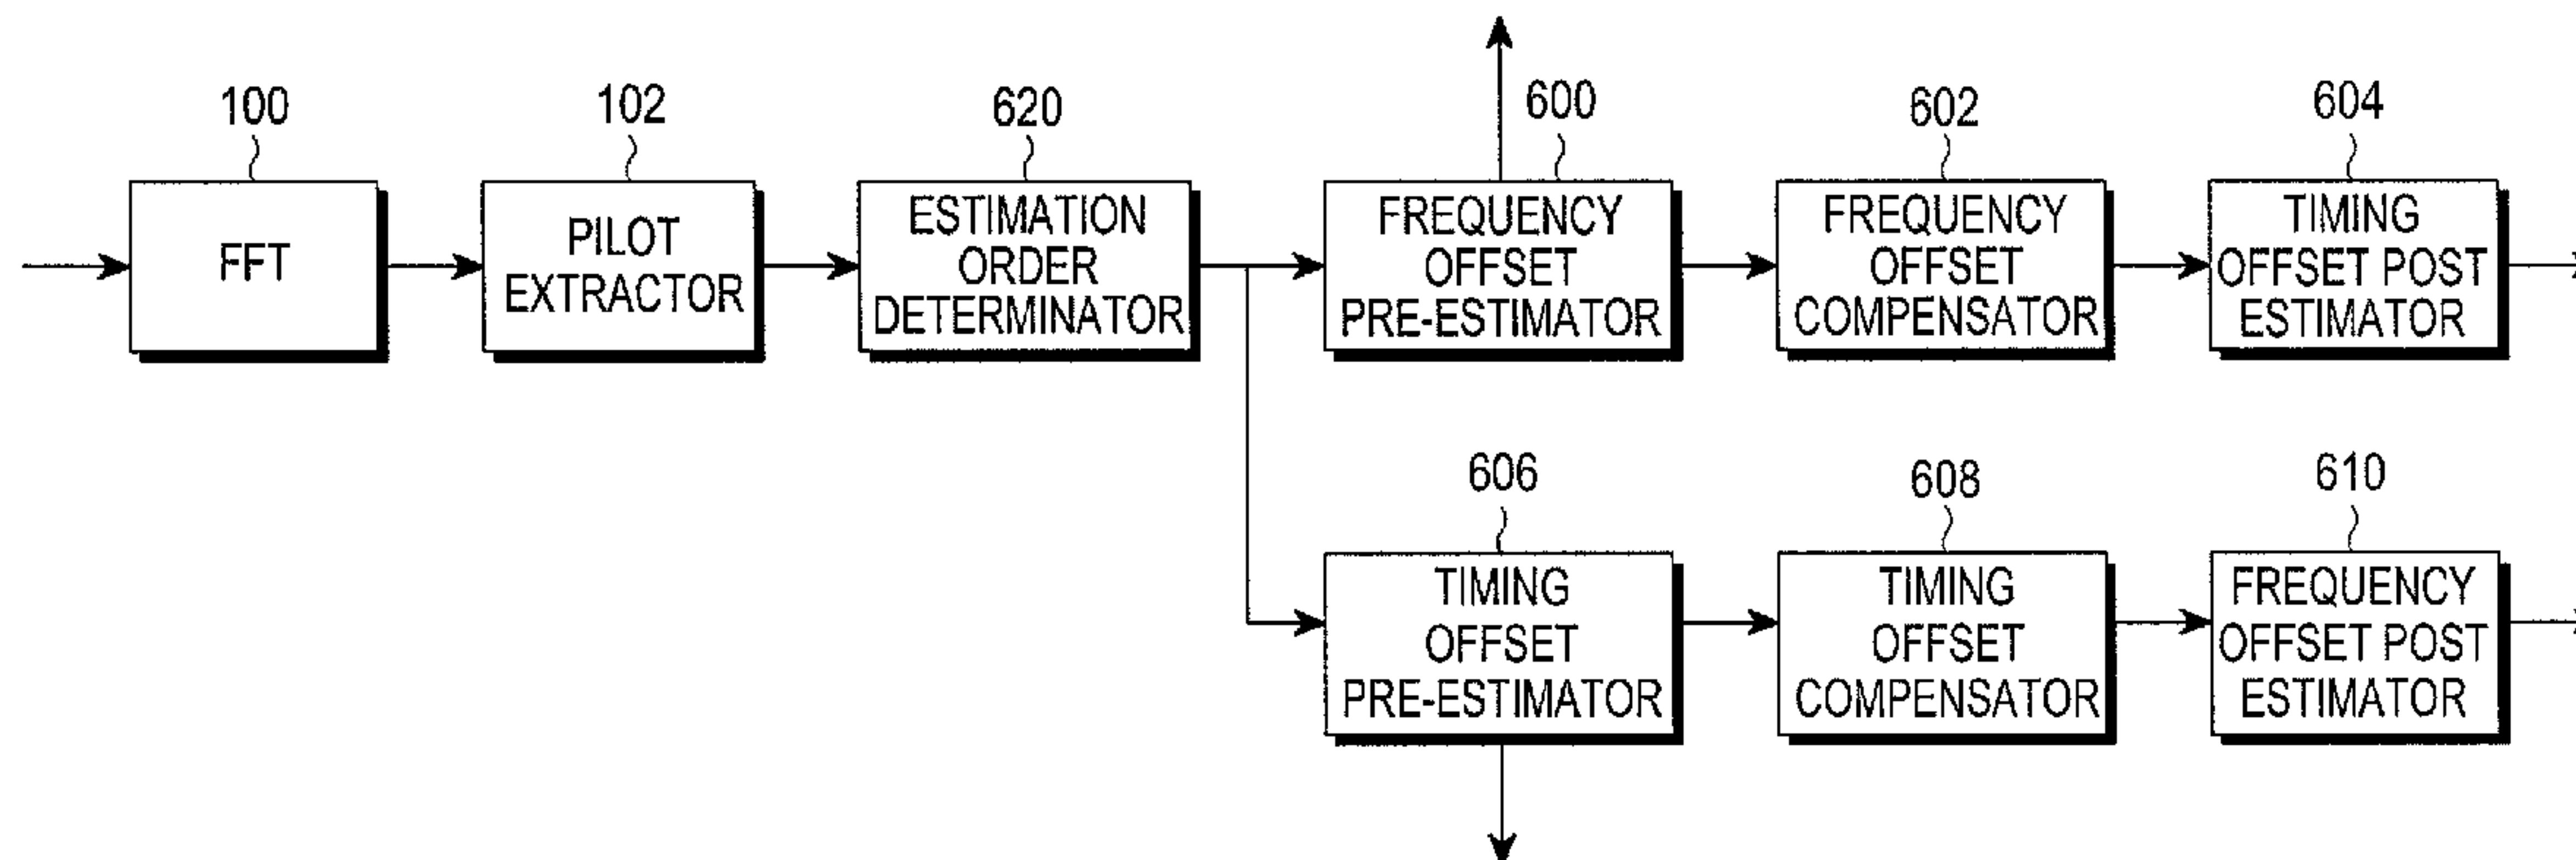 100
102
620
600
602
604
FFT
PILOT
EXTRACTOR
ESTIMATION
ORDER
DETERMINATOR
FREQUENCY
OFFSET
PRE-ESTIMATOR
FREQUENCY
OFFSET
COMPENSATOR
TIMING
OFFSET POST
ESTIMATOR
606
608
610
TIMING
OFFSET
PRE-ESTIMATOR
TIMING
OFFSET
COMPENSATOR
FREQUENCY
OFFSET POST
ESTIMATOR